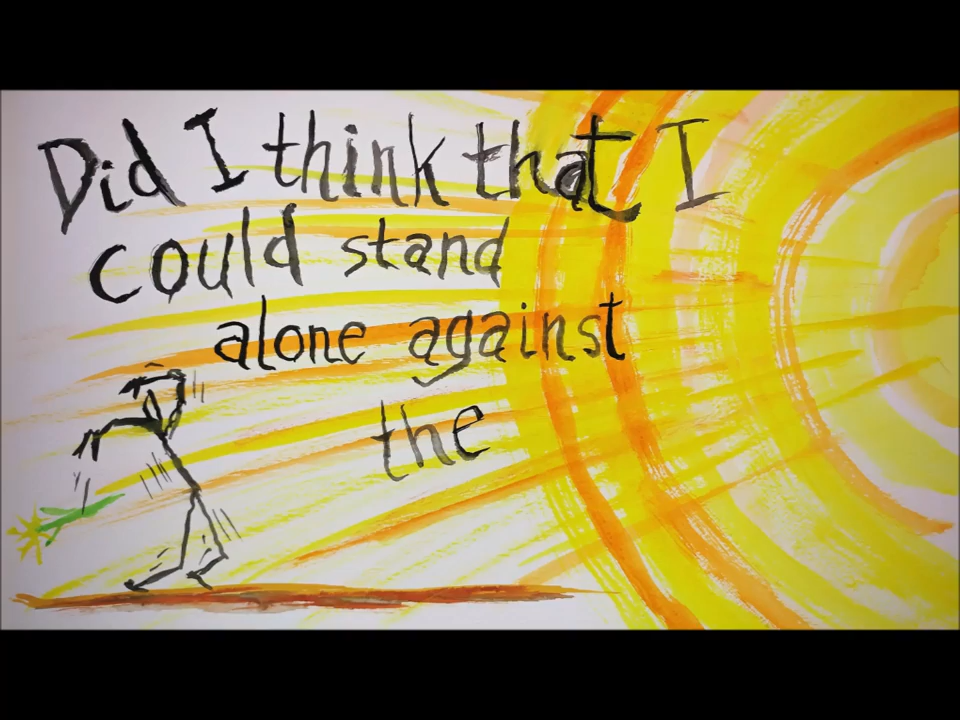 Did I think that I
could stand
alone against
the